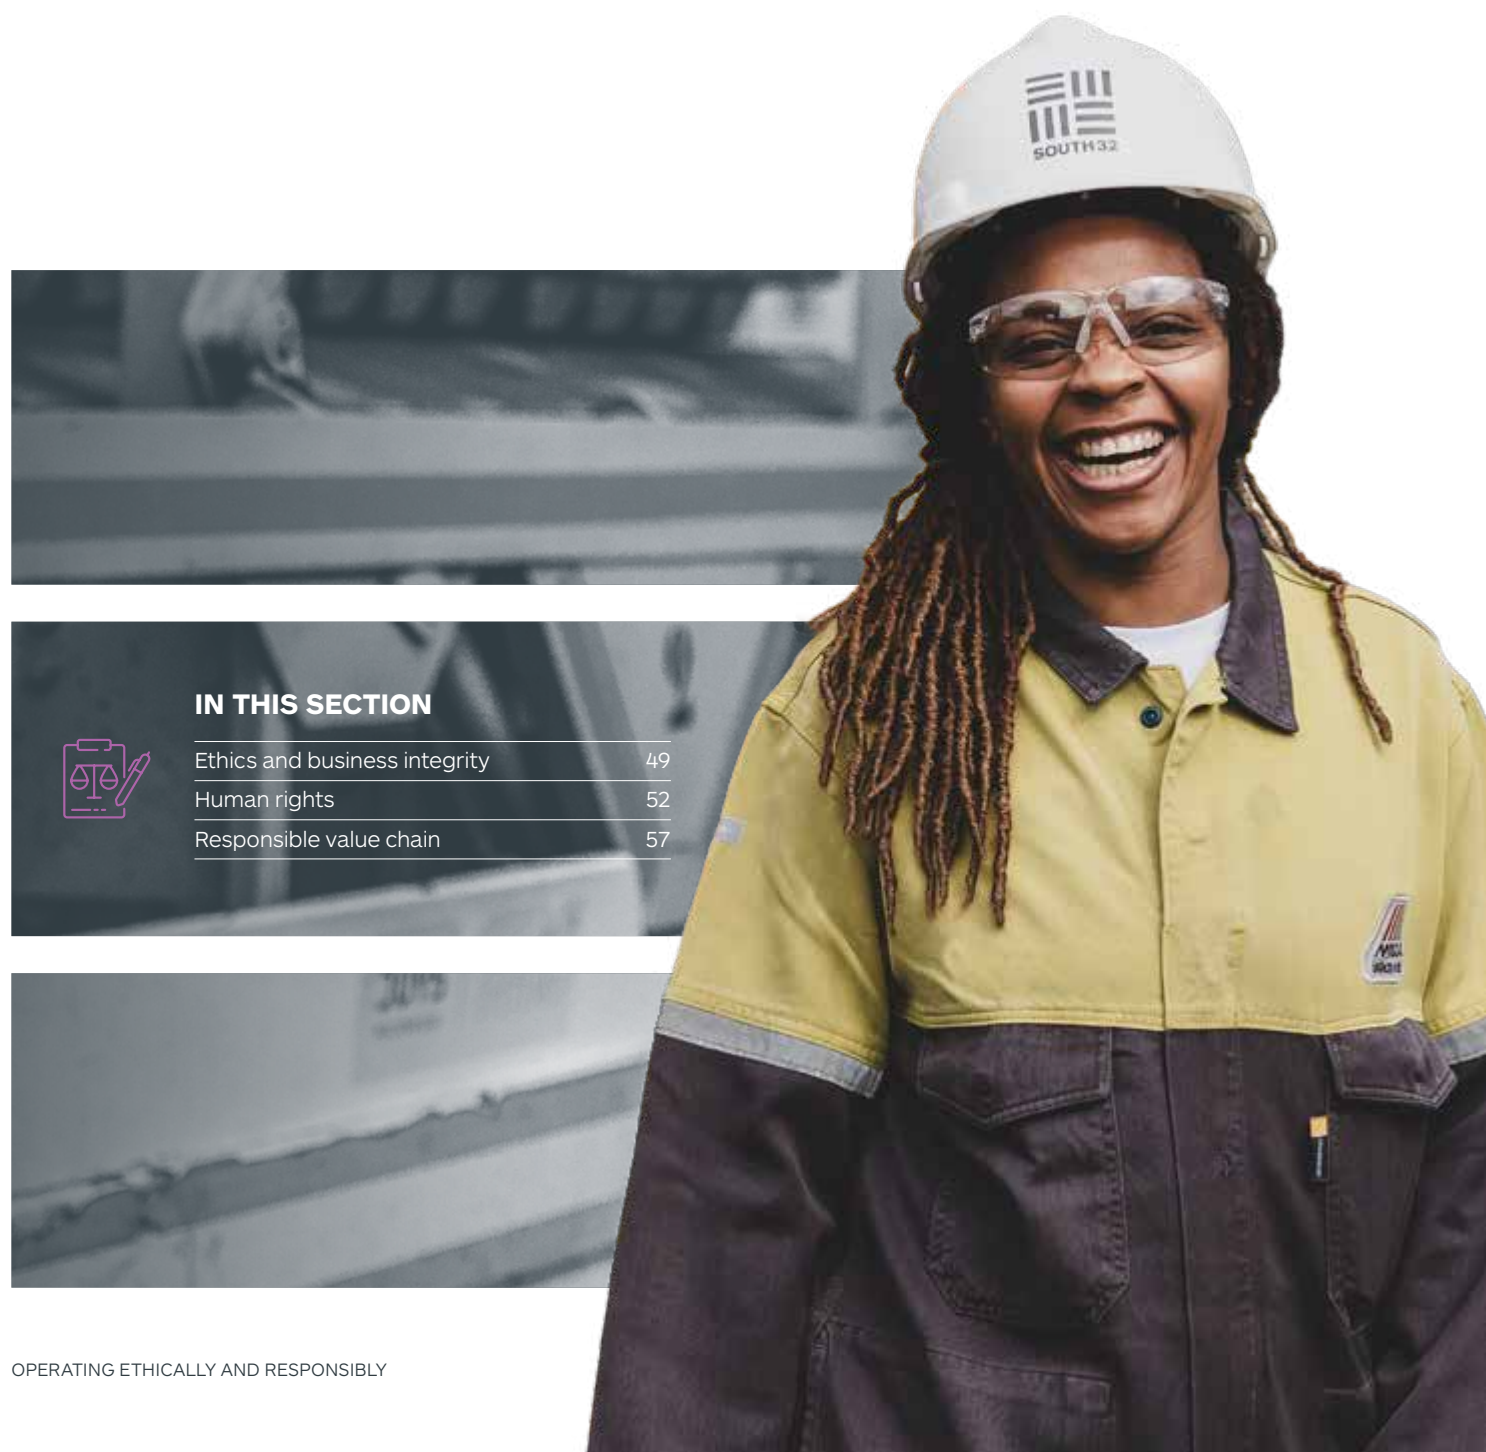 SOUTH32
IN THIS SECTION
Ethics and business integrity 49
Human rights 52
Responsible value chain 57
OPERATING ETHICALLY AND RESPONSIBLY